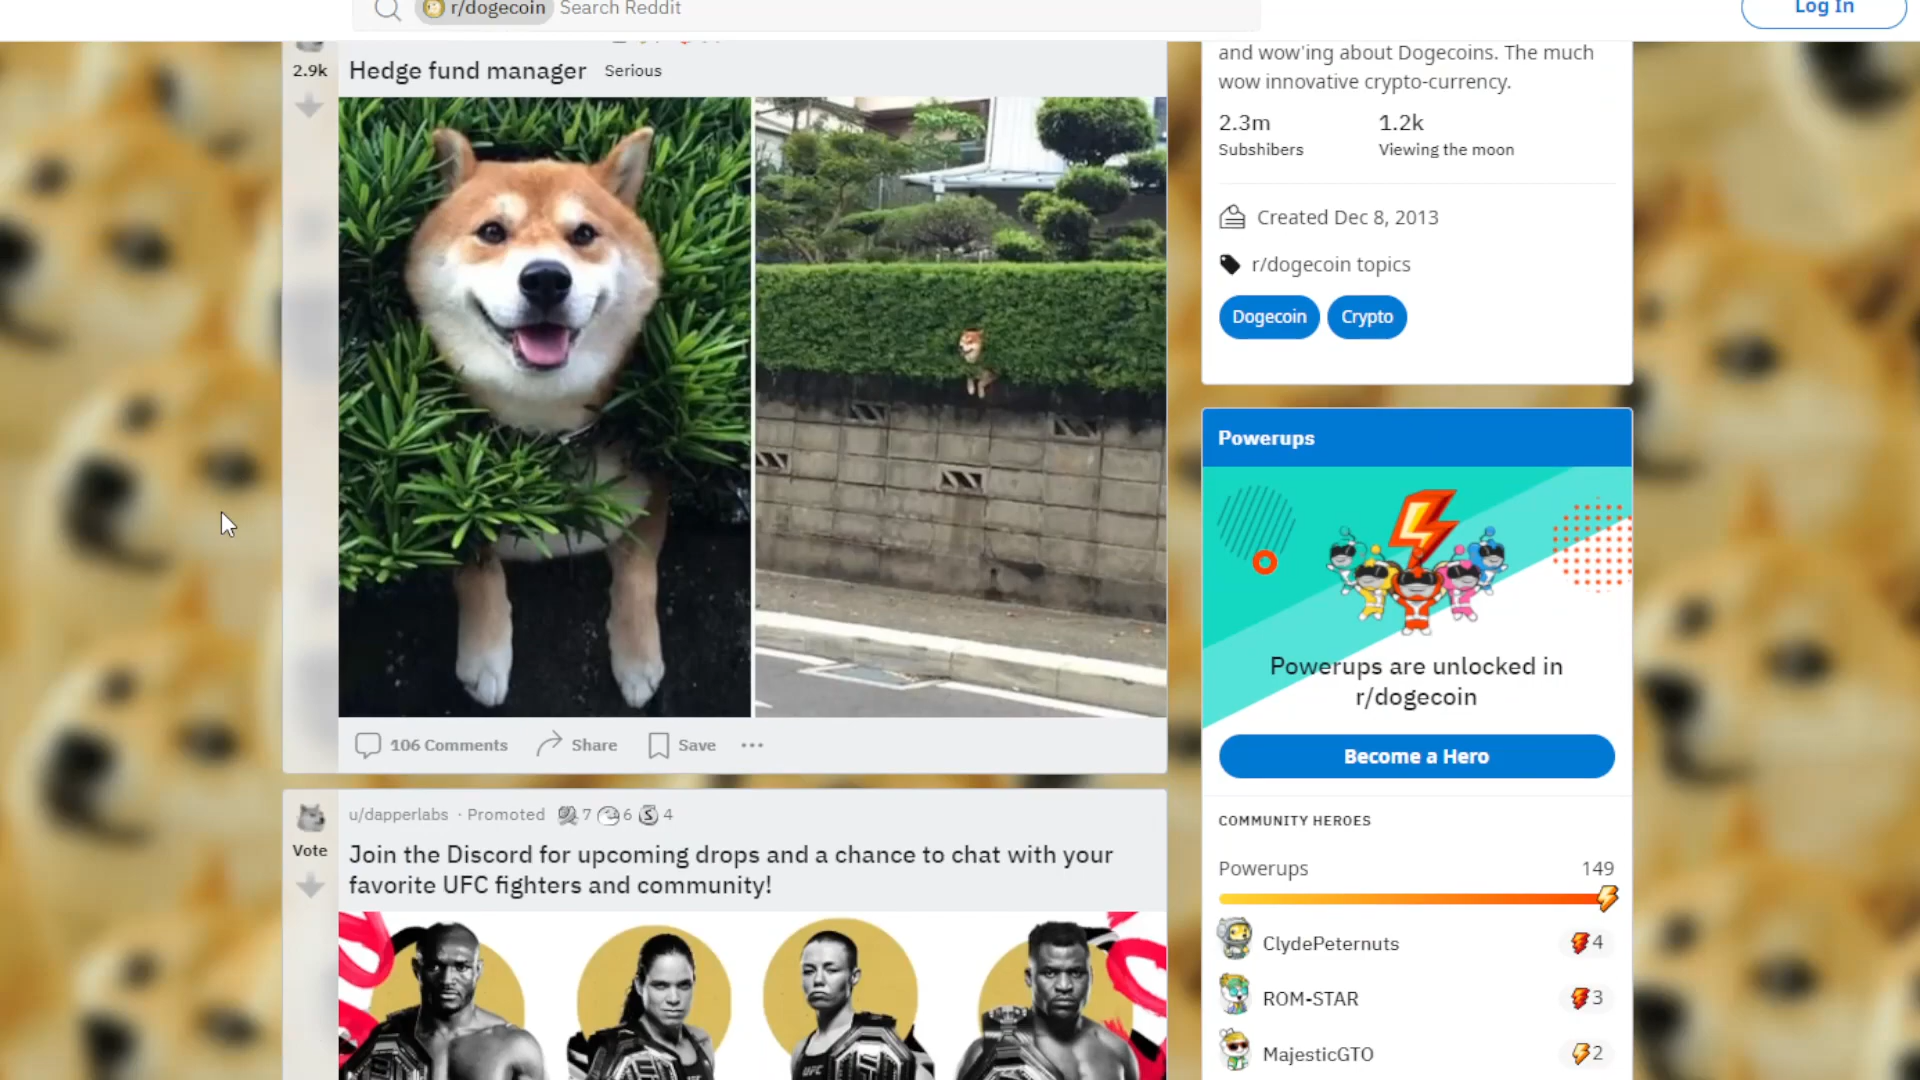 r/dogecoin Search Reddit
Log In
2.9k
Hedge fund manager Serious
106 Comments Share Save
u/dapperlabs · Promoted 7 6 4
Vote
Join the Discord for upcoming drops and a chance to chat with your
favorite UFC fighters and community!
UFC
and wow'ing about Dogecoins. The much
wow innovative crypto-currency.
2.3m 1.2k
Subshibers Viewing the moon
Created Dec 8, 2013
r/dogecoin topics
Dogecoin Crypto
Powerups
Powerups are unlocked in
r/dogecoin
Become a Hero
COMMUNITY HEROES
Powerups 149
ClydePeternuts 4
ROM-STAR 3
MajesticGTO 2